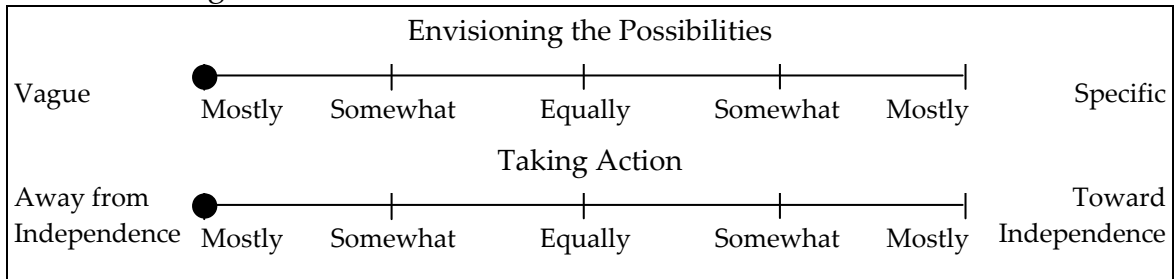 Envisioning the Possibilities
Vague
Specific
Mostly Somewhat Equally Somewhat Mostly
Taking Action
Away from
Independence
Toward
Independence
Mostly Somewhat Equally Somewhat Mostly